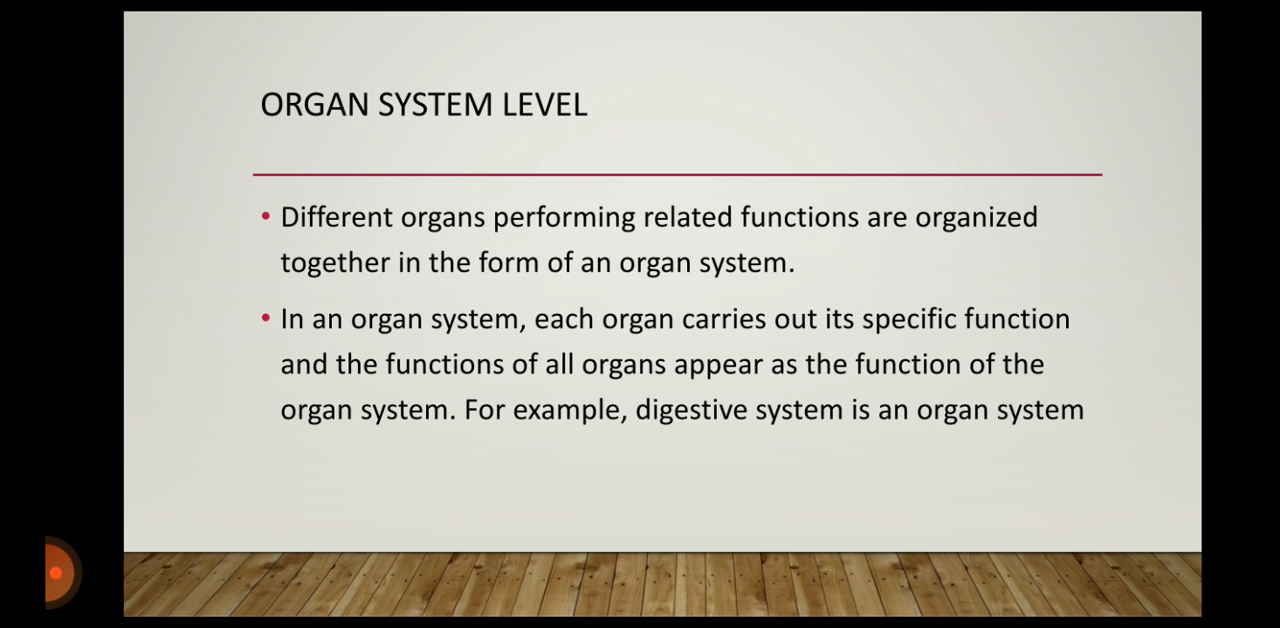 ORGAN SYSTEM LEVEL
• Different organs performing related functions are organized
together in the form of an organ system.
• In an organ system, each organ carries out its specific function
and the functions of all organs appear as the function of the
organ system. For example, digestive system is an organ system